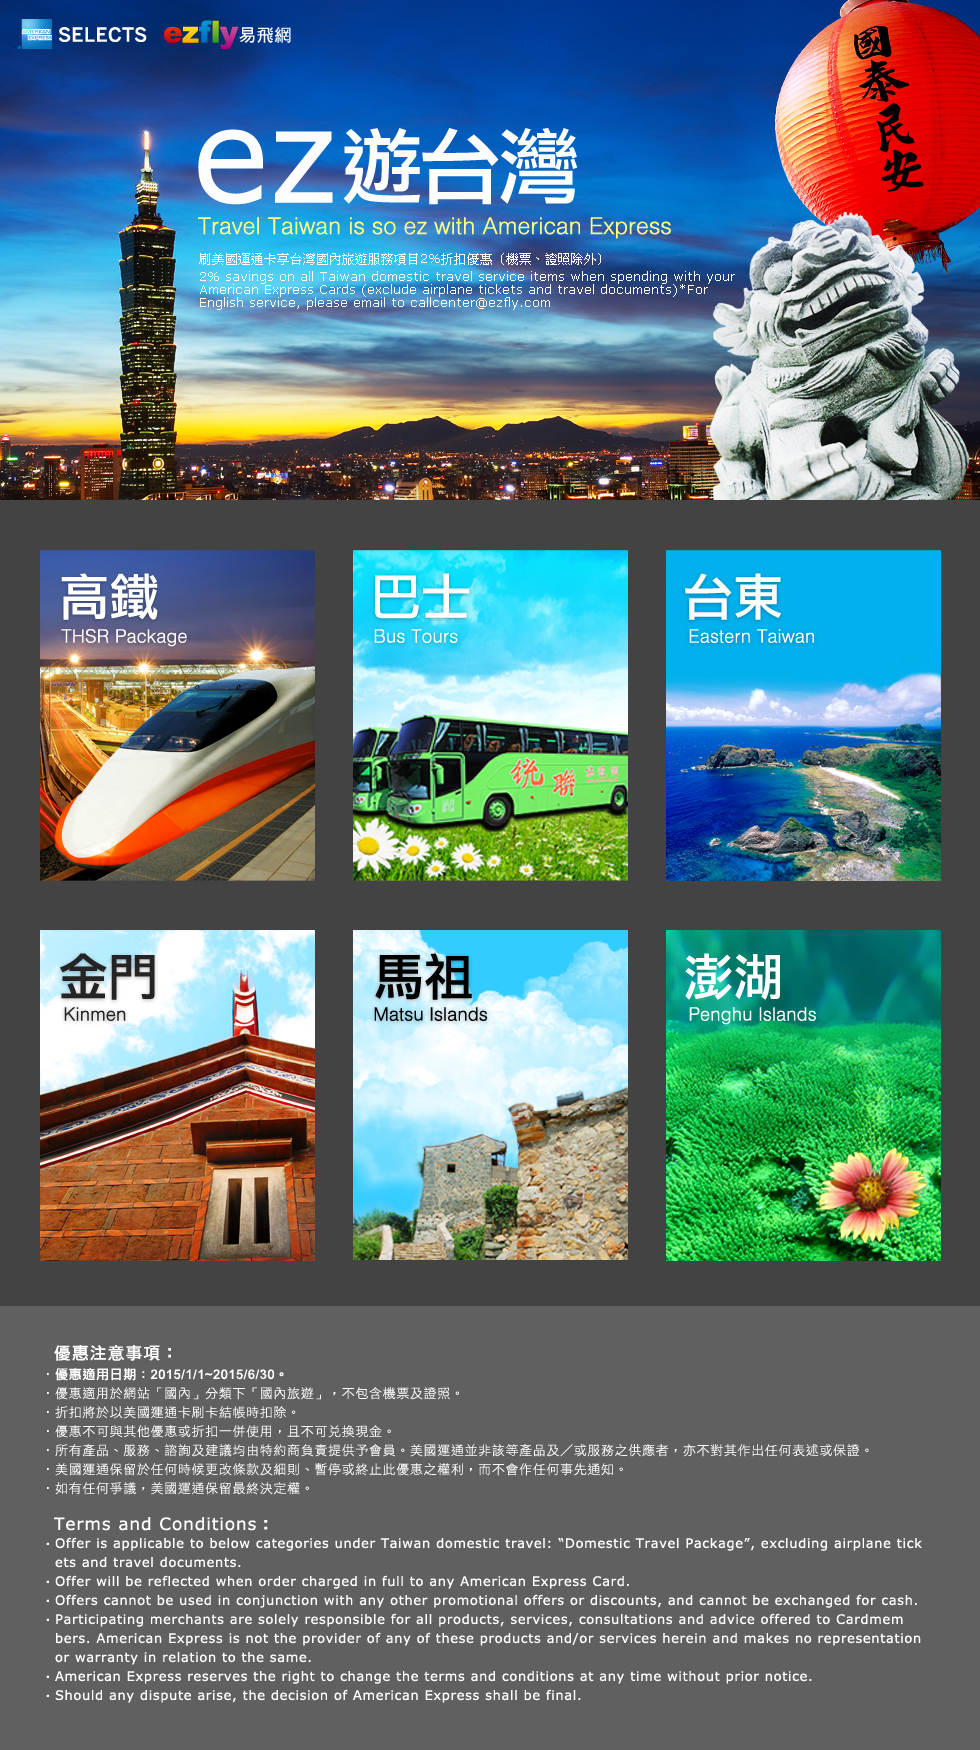 AMERICAN EXPRESS
SELECTS ezfly易飛網
國泰民安
ez遊台灣
Travel Taiwan is so ez with American Express
刷美國運通卡享台灣國內旅遊服務項目2%折扣優惠〔機票、證照除外〕
2% savings on all Taiwan domestic travel service items when spending with your
American Express Cards (exclude airplane tickets and travel documents)*For
English service, please email to callcenter@ezfly.com
高鐵
THSR Package
巴士
Bus Tours
統聯
台東
Eastern Taiwan
金門
Kinmen
馬祖
Matsu Islands
澎湖
Penghu Islands
優惠注意事項：
·優惠適用日期：2015/1/1~2015/6/30。
·優惠適用於網站「國內」分類下「國內旅遊」，不包含機票及證照。
·折扣將於以美國運通卡刷卡結帳時扣除。
·優惠不可與其他優惠或折扣一併使用，且不可兌換現金。
·所有產品、服務、諮詢及建議均由特約商負責提供予會員。美國運通並非該等產品及／或服務之供應者，亦不對其作出任何表述或保證。
·美國運通保留於任何時候更改條款及細則、暫停或終止此優惠之權利，而不會作任何事先通知。
·如有任何爭議，美國運通保留最終決定權。
Terms and Conditions：
·Offer is applicable to below categories under Taiwan domestic travel: “Domestic Travel Package”, excluding airplane tick
ets and travel documents.
·Offer will be reflected when order charged in full to any American Express Card.
·Offers cannot be used in conjunction with any other promotional offers or discounts, and cannot be exchanged for cash.
·Participating merchants are solely responsible for all products, services, consultations and advice offered to Cardmem
bers. American Express is not the provider of any of these products and/or services herein and makes no representation
or warranty in relation to the same.
·American Express reserves the right to change the terms and conditions at any time without prior notice.
·Should any dispute arise, the decision of American Express shall be final.